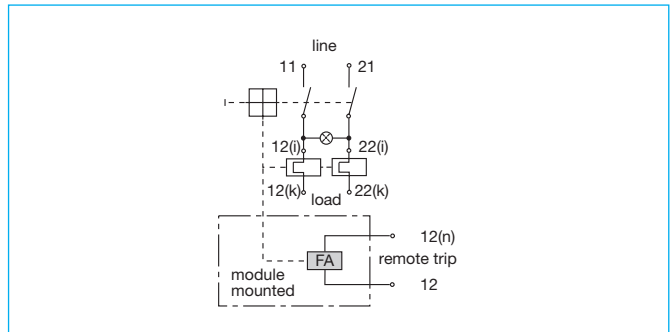 line
11 21
12(i) 22(i)
12(k) 22(k)
load
12(n)
FA remote trip
module
mounted
12